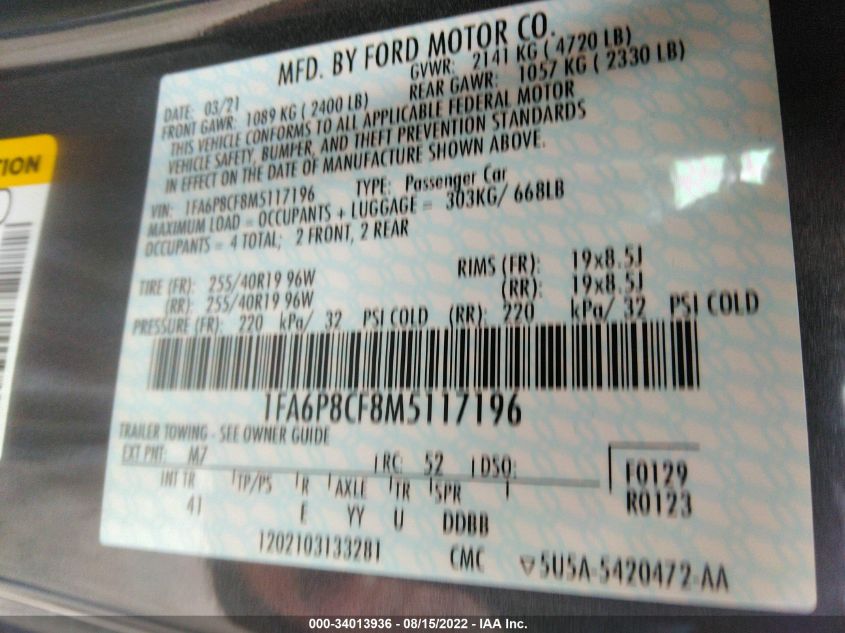 MFD. BY FORD MOTOR CO.
DATE: 03/21 GVWR: 2141 KG ( 4720 LB)
FRONT GAWR: 1089 KG ( 2400 LB) REAR GAWR: 1057 KG ( 2330 LB)
THIS VEHICLE CONFORMS TO ALL APPLICABLE FEDERAL MOTOR
VEHICLE SAFETY, BUMPER, AND THEFT PREVENTION STANDARDS
IN EFFECT ON THE DATE OF MANUFACTURE SHOWN ABOVE.
VIN: 1FA6P8CF8M5117196 TYPE: Passenger Car
MAXIMUM LOAD = OCCUPANTS + LUGGAGE = 303KG/ 668LB
OCCUPANTS = 4 TOTAL; 2 FRONT, 2 REAR
TIRE (FR): 255/40R19 96W RIMS (FR): 19x8.5J
(RR): 255/40R19 96W (RR): 19x8.5J
PRESSURE (FR): 220 kPa/ 32 PSI COLD (RR): 220 kPa/ 32 PSI COLD
1FA6P8CF8M5117196
TRAILER TOWING - SEE OWNER GUIDE
EXT PNT: M7 RC: 52 DSO:
INT TR TP/PS R AXLE TR SPR F0129
41 E YY U DDBB R0123
1202103133281 CMC 5U5A-5420472-AA
TION
000-34013936 - 08/15/2022 - IAA Inc.